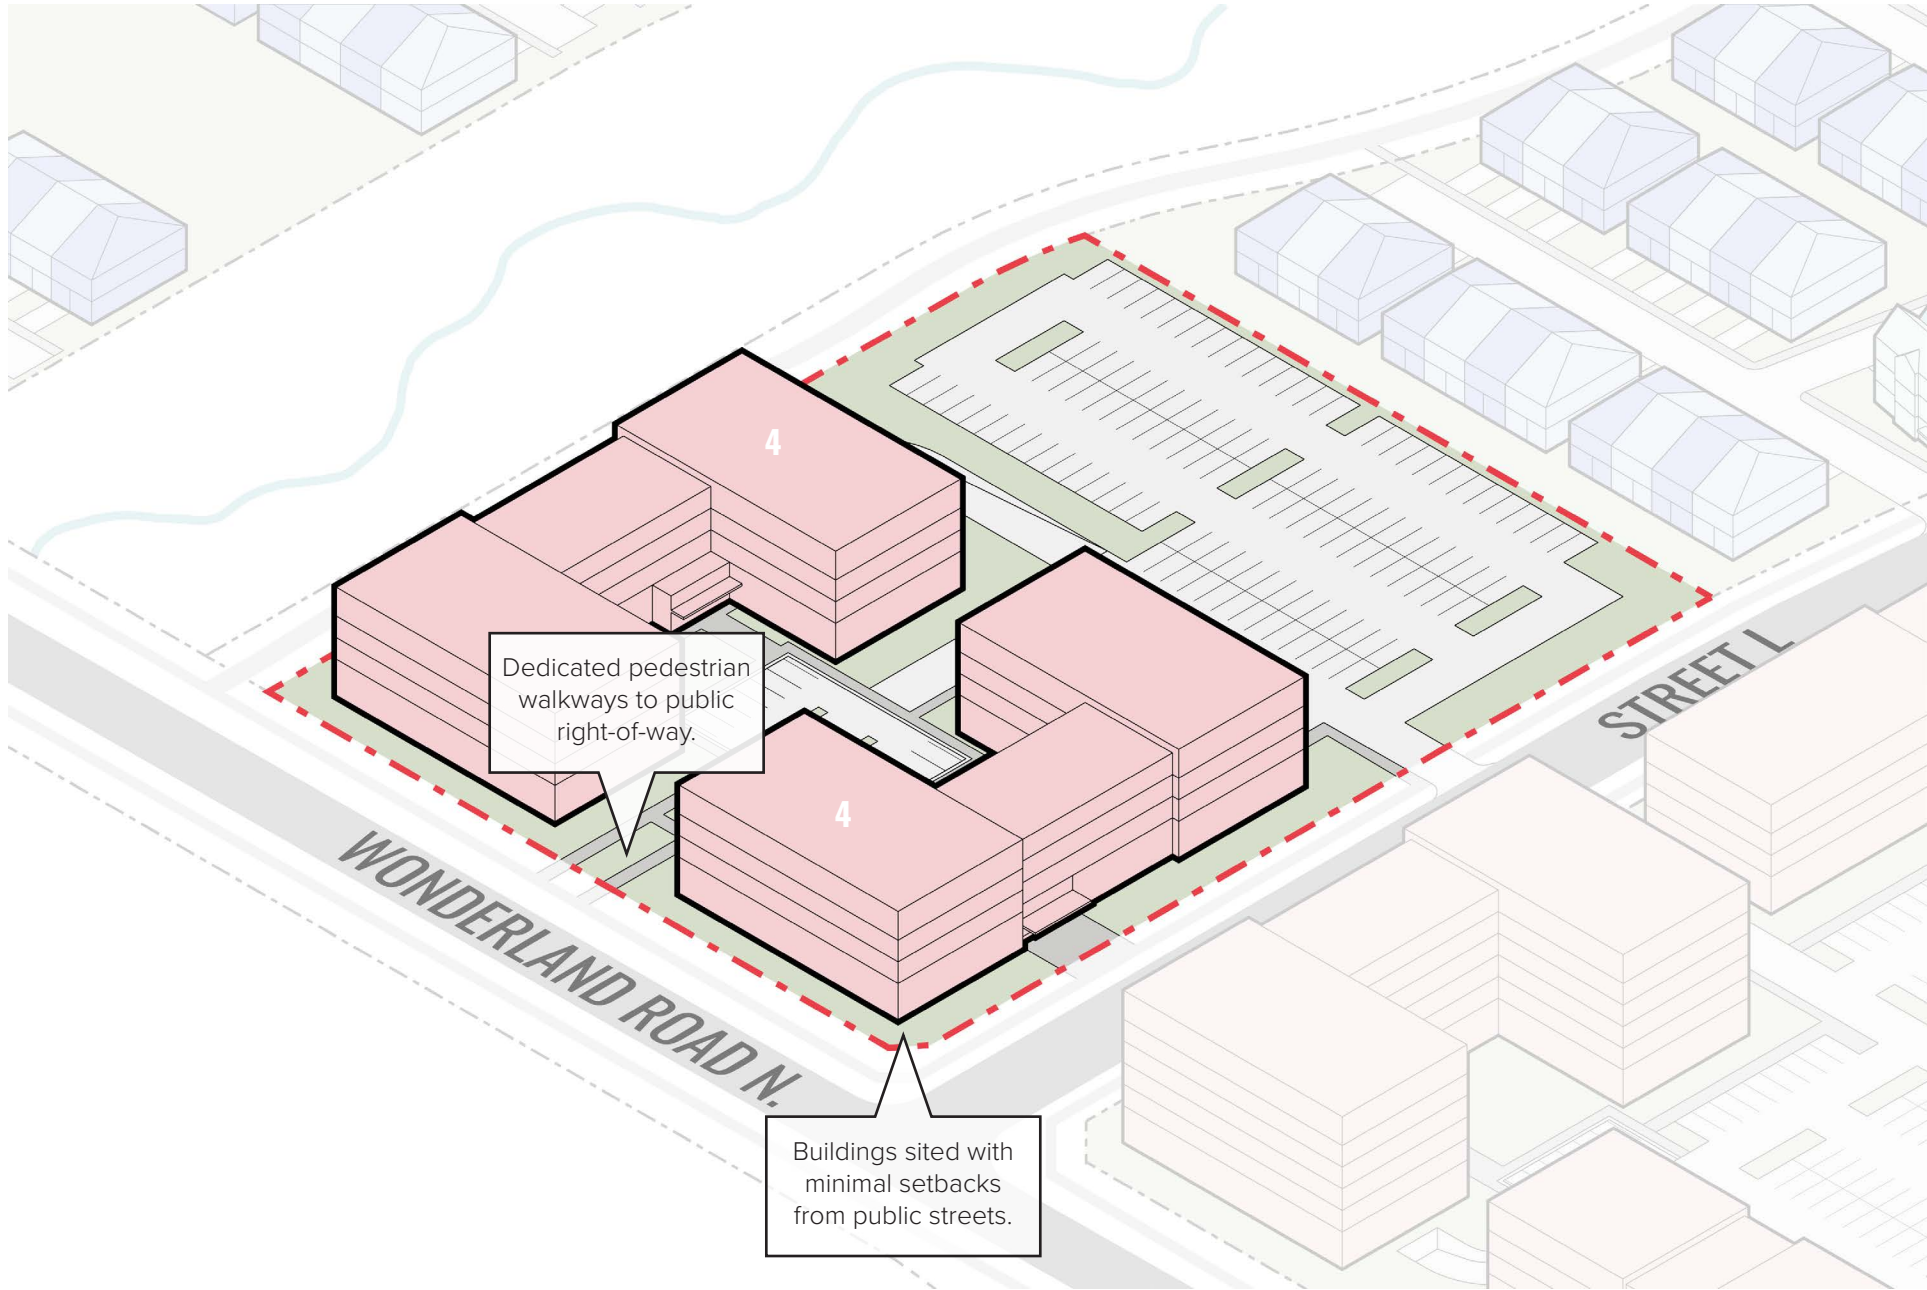 4
Dedicated pedestrian
walkways to public
right-of-way.
STREET L
4
WONDERLAND ROAD N.
Buildings sited with
minimal setbacks
from public streets.